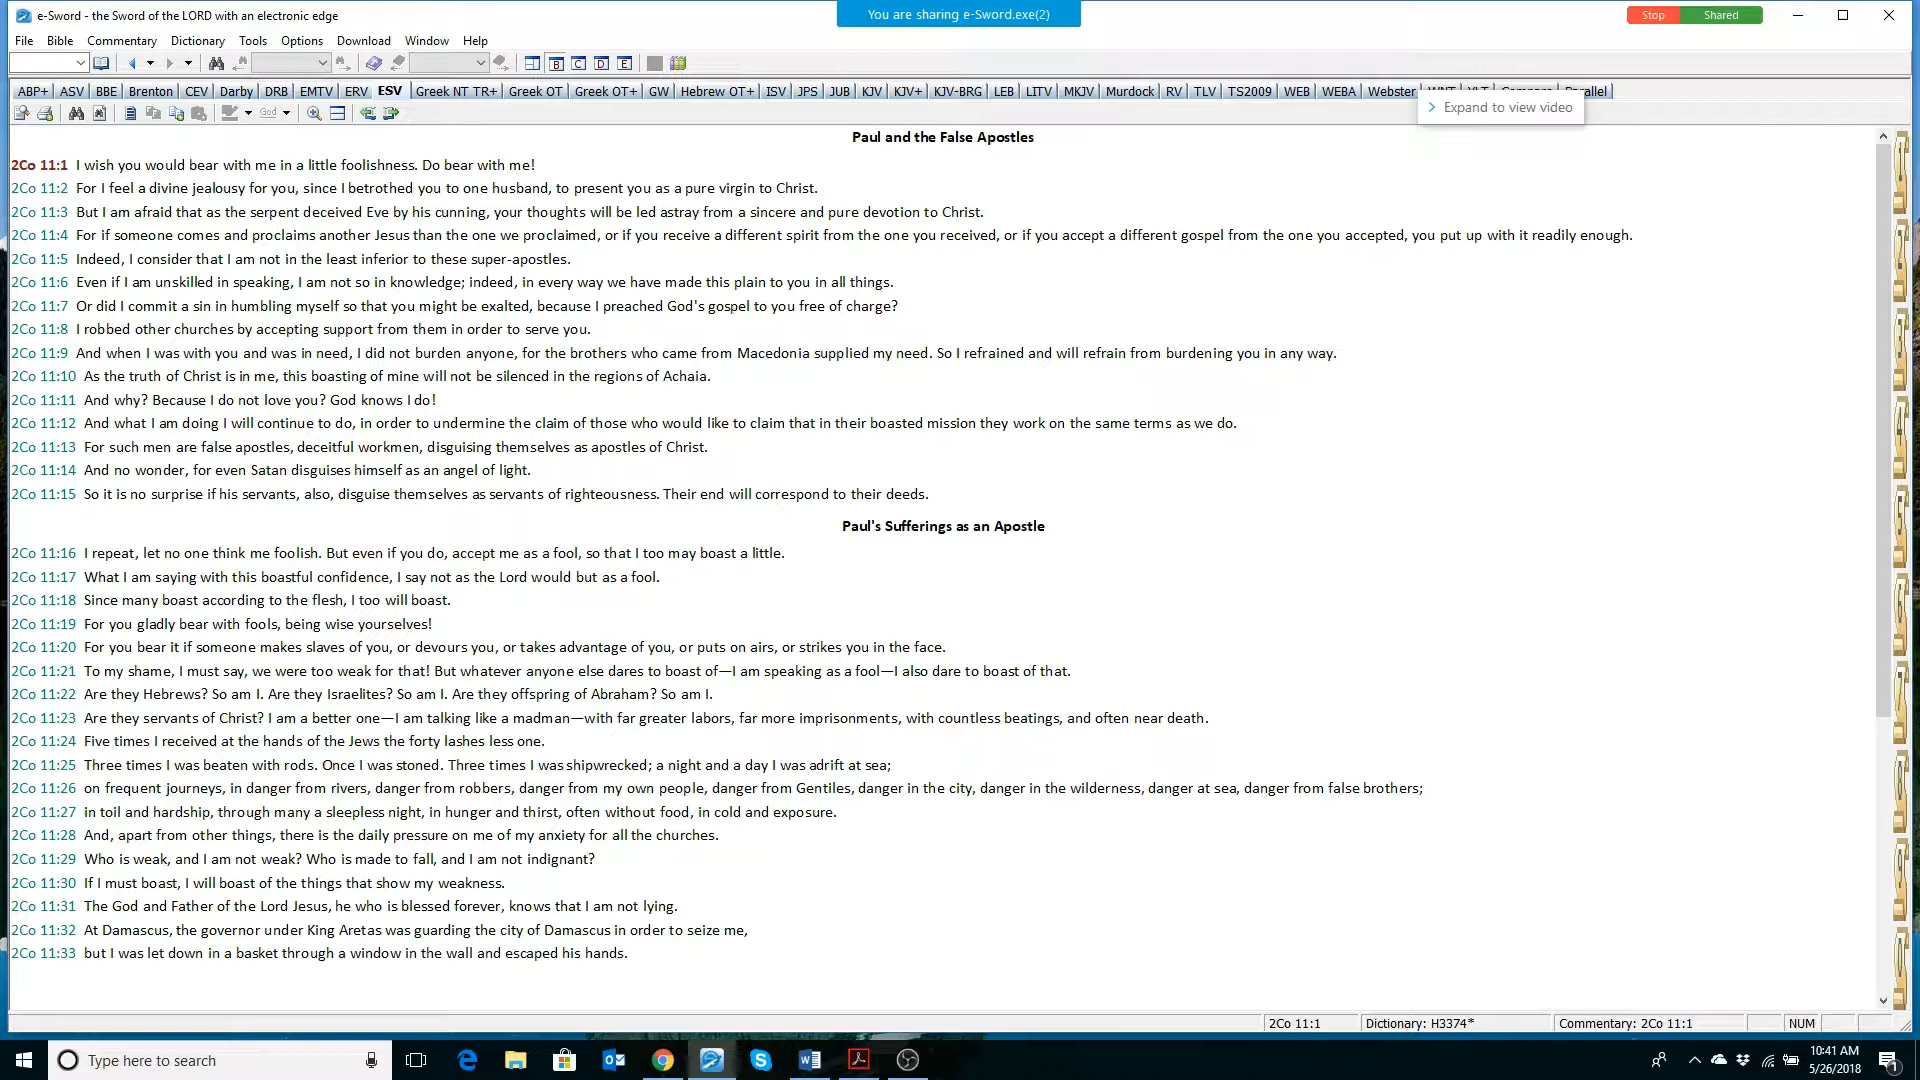 e-Sword - the Sword of the LORD with an electronic edge
You are sharing e-Sword.exe(2)
Stop Shared
File Bible Commentary Dictionary Tools Options Download Window Help
B C D E
ABP+ ASV BBE Brenton CEV Darby DRB EMTV ERV ESV Greek NT TR+ Greek OT Greek OT+ GW Hebrew OT+ ISV JPS JUB KJV KJV+ KJV-BRG LEB LITV MKJV Murdock RV TLV TS2009 WEB WEBA Webster WNT YLT Compare Parallel
God
Expand to view video
Paul and the False Apostles
2Co 11:1 I wish you would bear with me in a little foolishness. Do bear with me!
2Co 11:2 For I feel a divine jealousy for you, since I betrothed you to one husband, to present you as a pure virgin to Christ.
2Co 11:3 But I am afraid that as the serpent deceived Eve by his cunning, your thoughts will be led astray from a sincere and pure devotion to Christ.
2Co 11:4 For if someone comes and proclaims another Jesus than the one we proclaimed, or if you receive a different spirit from the one you received, or if you accept a different gospel from the one you accepted, you put up with it readily enough.
2Co 11:5 Indeed, I consider that I am not in the least inferior to these super-apostles.
2Co 11:6 Even if I am unskilled in speaking, I am not so in knowledge; indeed, in every way we have made this plain to you in all things.
2Co 11:7 Or did I commit a sin in humbling myself so that you might be exalted, because I preached God's gospel to you free of charge?
2Co 11:8 I robbed other churches by accepting support from them in order to serve you.
2Co 11:9 And when I was with you and was in need, I did not burden anyone, for the brothers who came from Macedonia supplied my need. So I refrained and will refrain from burdening you in any way.
2Co 11:10 As the truth of Christ is in me, this boasting of mine will not be silenced in the regions of Achaia.
2Co 11:11 And why? Because I do not love you? God knows I do!
2Co 11:12 And what I am doing I will continue to do, in order to undermine the claim of those who would like to claim that in their boasted mission they work on the same terms as we do.
2Co 11:13 For such men are false apostles, deceitful workmen, disguising themselves as apostles of Christ.
2Co 11:14 And no wonder, for even Satan disguises himself as an angel of light.
2Co 11:15 So it is no surprise if his servants, also, disguise themselves as servants of righteousness. Their end will correspond to their deeds.
Paul's Sufferings as an Apostle
2Co 11:16 I repeat, let no one think me foolish. But even if you do, accept me as a fool, so that I too may boast a little.
2Co 11:17 What I am saying with this boastful confidence, I say not as the Lord would but as a fool.
2Co 11:18 Since many boast according to the flesh, I too will boast.
2Co 11:19 For you gladly bear with fools, being wise yourselves!
2Co 11:20 For you bear it if someone makes slaves of you, or devours you, or takes advantage of you, or puts on airs, or strikes you in the face.
2Co 11:21 To my shame, I must say, we were too weak for that! But whatever anyone else dares to boast of—I am speaking as a fool—I also dare to boast of that.
2Co 11:22 Are they Hebrews? So am I. Are they Israelites? So am I. Are they offspring of Abraham? So am I.
2Co 11:23 Are they servants of Christ? I am a better one—I am talking like a madman—with far greater labors, far more imprisonments, with countless beatings, and often near death.
2Co 11:24 Five times I received at the hands of the Jews the forty lashes less one.
2Co 11:25 Three times I was beaten with rods. Once I was stoned. Three times I was shipwrecked; a night and a day I was adrift at sea;
2Co 11:26 on frequent journeys, in danger from rivers, danger from robbers, danger from my own people, danger from Gentiles, danger in the city, danger in the wilderness, danger at sea, danger from false brothers;
2Co 11:27 in toil and hardship, through many a sleepless night, in hunger and thirst, often without food, in cold and exposure.
2Co 11:28 And, apart from other things, there is the daily pressure on me of my anxiety for all the churches.
2Co 11:29 Who is weak, and I am not weak? Who is made to fall, and I am not indignant?
2Co 11:30 If I must boast, I will boast of the things that show my weakness.
2Co 11:31 The God and Father of the Lord Jesus, he who is blessed forever, knows that I am not lying.
2Co 11:32 At Damascus, the governor under King Aretas was guarding the city of Damascus in order to seize me,
2Co 11:33 but I was let down in a basket through a window in the wall and escaped his hands.
2Co 11:1 Dictionary: H3374* Commentary: 2Co 11:1 NUM
Type here to search
10:41 AM
5/26/2018
1